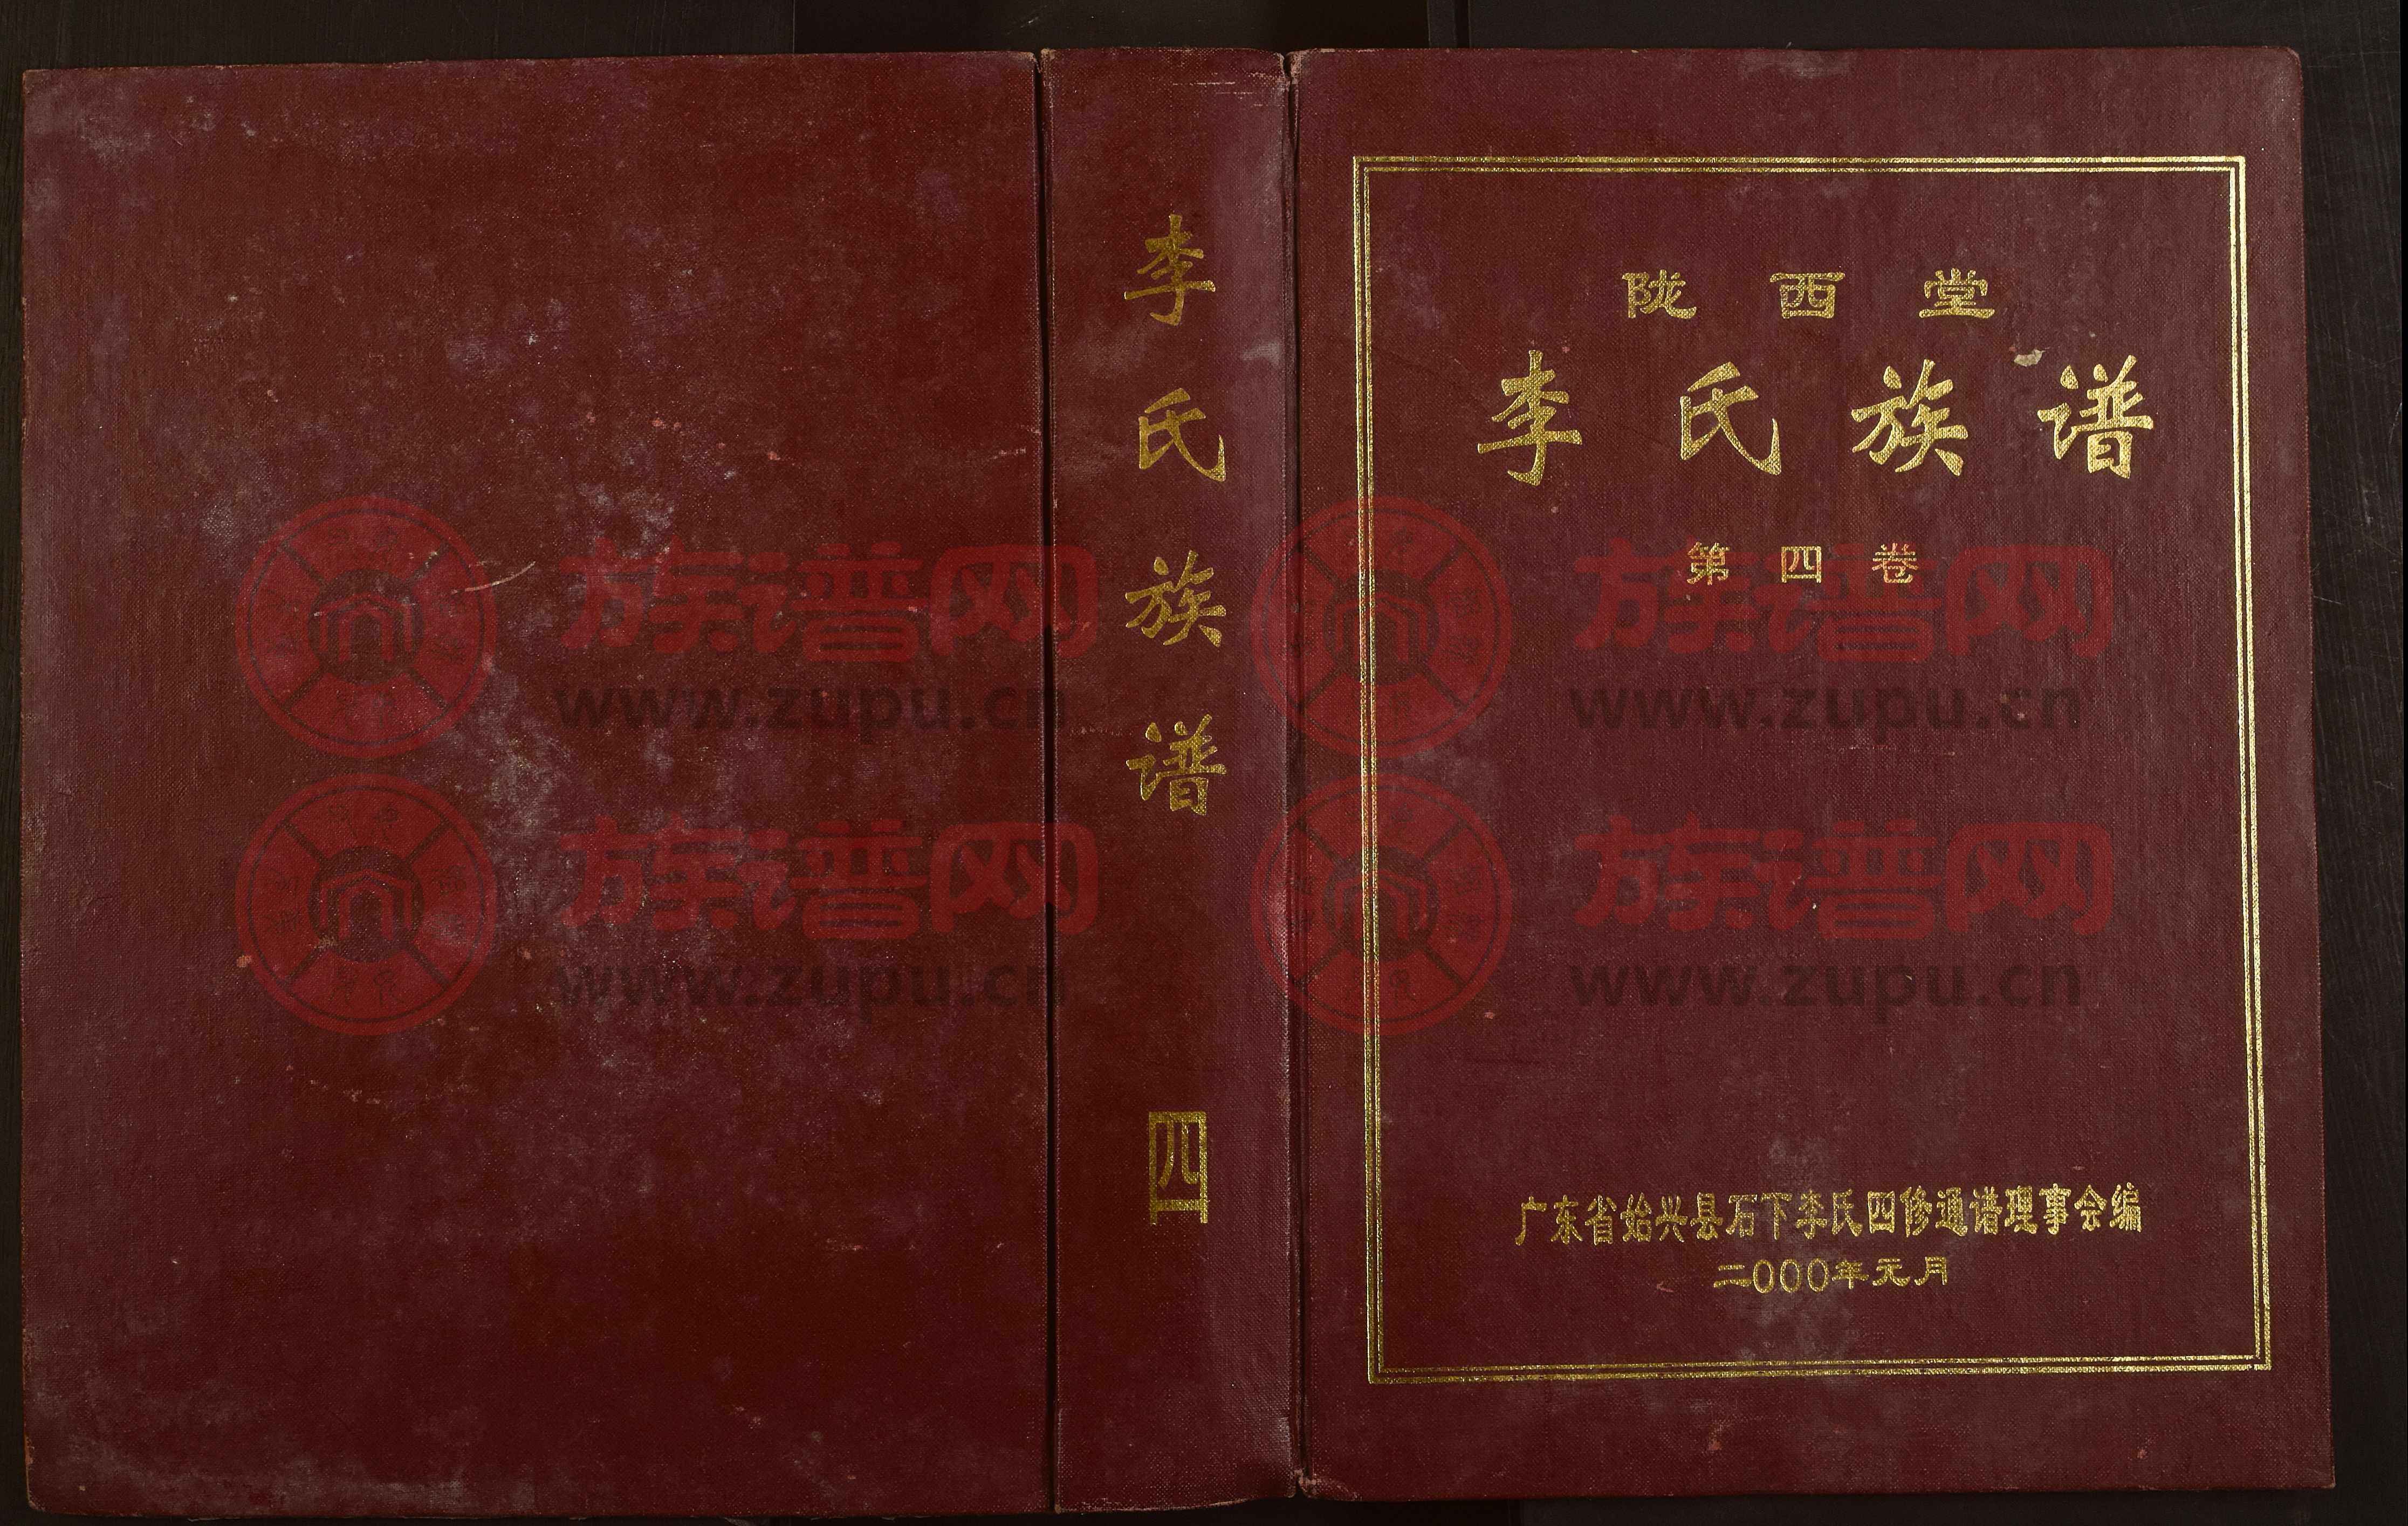 陇西堂
李氏族谱
第四卷
广东省始兴县石下李氏四修通谱理事会编
二000年元月
李氏族谱
四
族谱网
www.zupu.cn
族谱网
www.zupu.cn
族谱网
www.zupu.cn
族谱网
www.zupu.cn